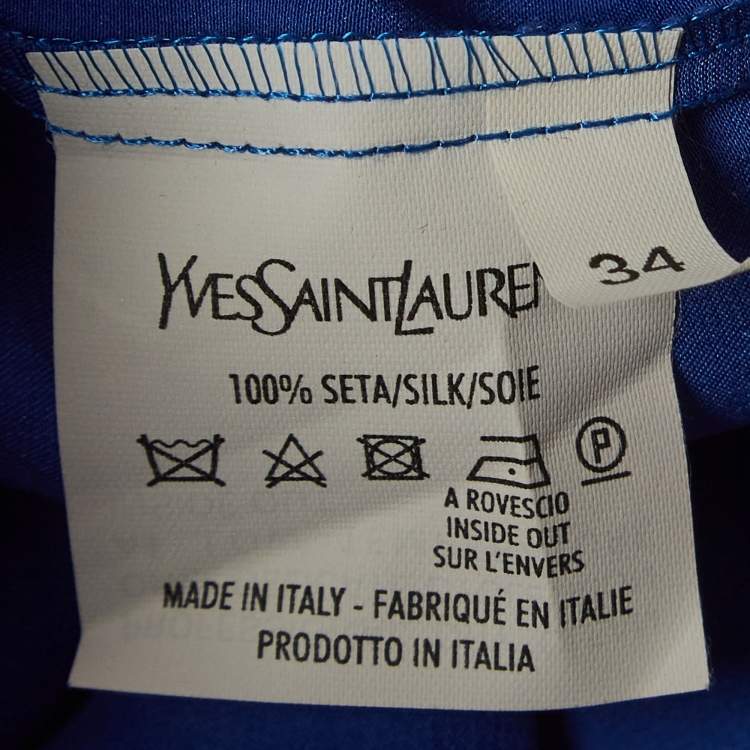 YVESSAINTLAUREN
34
100% SETA/SILK/SOIE
P
A ROVESCIO
INSIDE OUT
SUR L'ENVERS
MADE IN ITALY - FABRIQUÉ EN ITALIE
PRODOTTO IN ITALIA